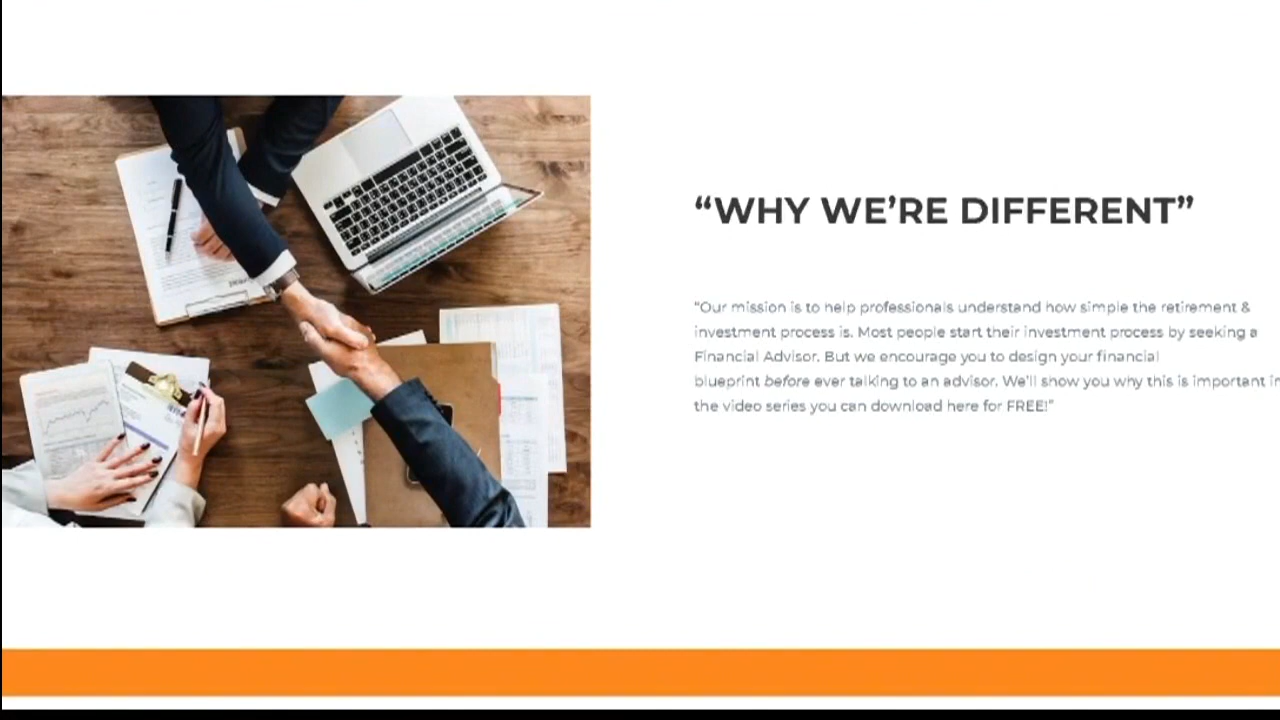 “WHY WE’RE DIFFERENT”
“Our mission is to help professionals understand how simple the retirement &
investment process is. Most people start their investment process by seeking a
Financial Advisor. But we encourage you to design your financial
blueprint before ever talking to an advisor. We’ll show you why this is important in
the video series you can download here for FREE!”